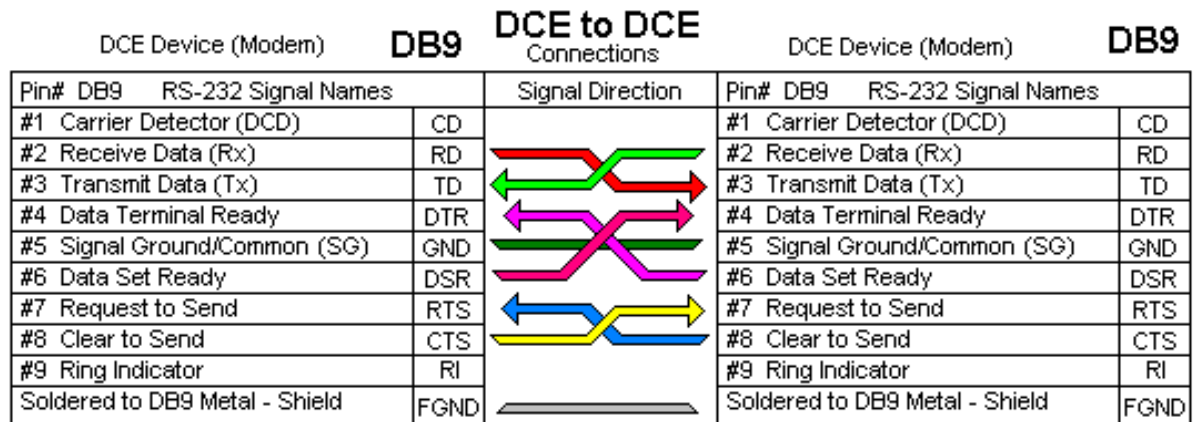 DCE Device (Modem) DB9 DCE to DCE Connections DCE Device (Modem) DB9
Pin# DB9 RS-232 Signal Names Signal Direction Pin# DB9 RS-232 Signal Names
#1 Carrier Detector (DCD) CD #1 Carrier Detector (DCD) CD
#2 Receive Data (Rx) RD #2 Receive Data (Rx) RD
#3 Transmit Data (Tx) TD #3 Transmit Data (Tx) TD
#4 Data Terminal Ready DTR #4 Data Terminal Ready DTR
#5 Signal Ground/Common (SG) GND #5 Signal Ground/Common (SG) GND
#6 Data Set Ready DSR #6 Data Set Ready DSR
#7 Request to Send RTS #7 Request to Send RTS
#8 Clear to Send CTS #8 Clear to Send CTS
#9 Ring Indicator RI #9 Ring Indicator RI
Soldered to DB9 Metal - Shield FGND Soldered to DB9 Metal - Shield FGND